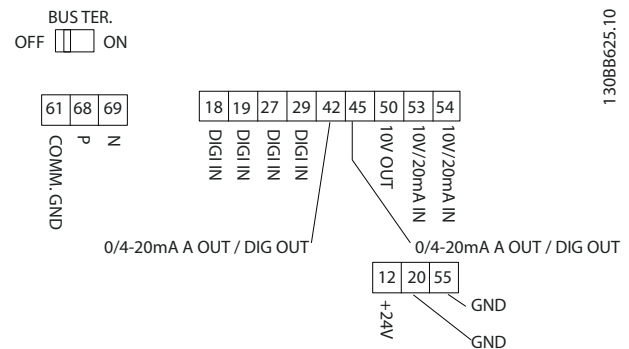 BUS TER.
OFF ON
130BB625.10
61 68 69
COMM. GND
P
N
18 19 27 29 42 45 50 53 54
DIGI IN
DIGI IN
DIGI IN
DIGI IN
10V OUT
10V/20mA IN
10V/20mA IN
0/4-20mA A OUT / DIG OUT
0/4-20mA A OUT / DIG OUT
12 20 55
+24V
GND
GND